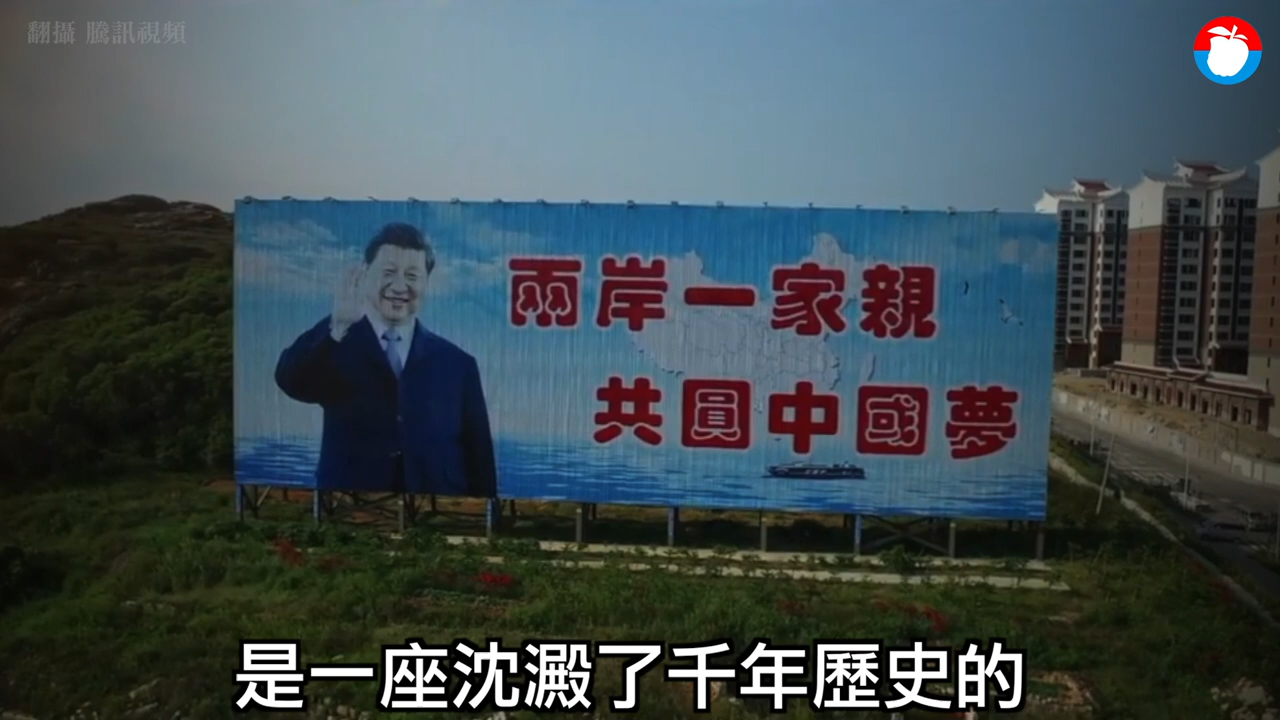 翻攝 騰訊視頻
兩岸一家親
共圓中國夢
是一座沈澱了千年歷史的